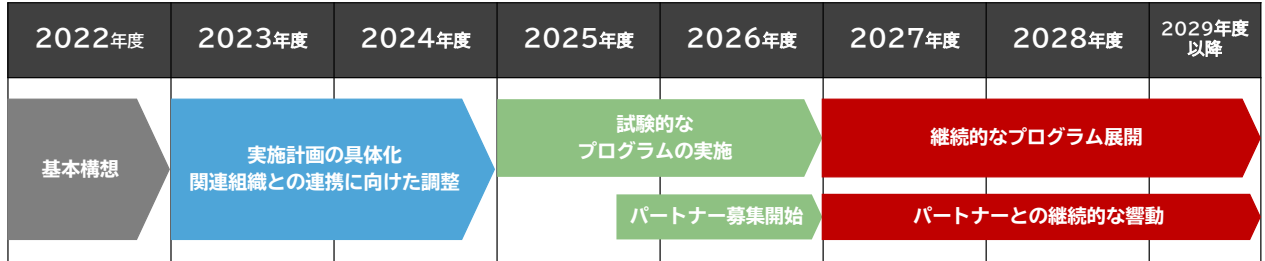 2022年度
2023年度
2024年度
2025年度
2026年度
2027年度
2028年度
2029年度
以降
基本構想
実施計画の具体化
関連組織との連携に向けた調整
試験的な
プログラムの実施
継続的なプログラム展開
パートナー募集開始
パートナーとの継続的な響動